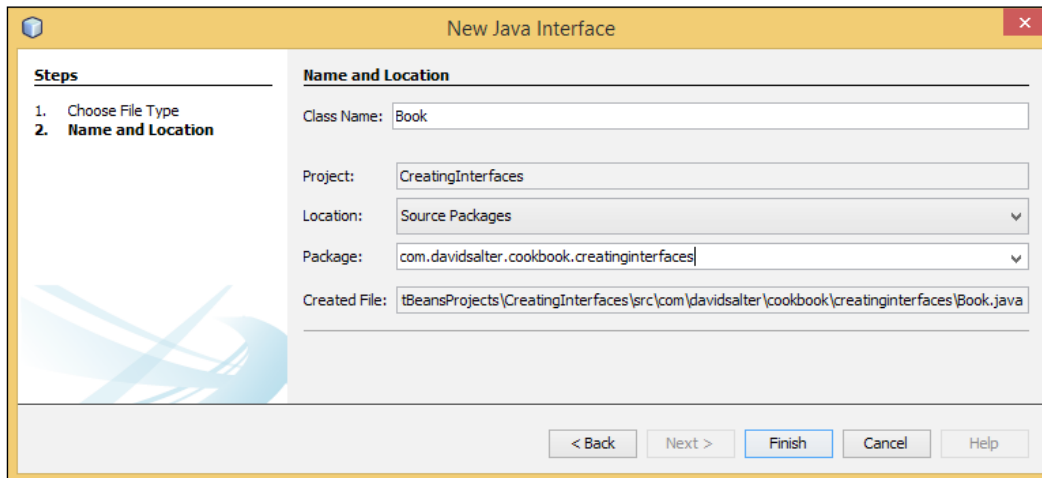 New Java Interface
Steps
1. Choose File Type
2. Name and Location
Name and Location
Class Name: Book
Project: CreatingInterfaces
Location: Source Packages
Package: com.davidsalter.cookbook.creatinginterfaces
Created File: tBeansProjects\CreatingInterfaces\src\com\davidsalter\cookbook\creatinginterfaces\Book.java
< Back Next > Finish Cancel Help